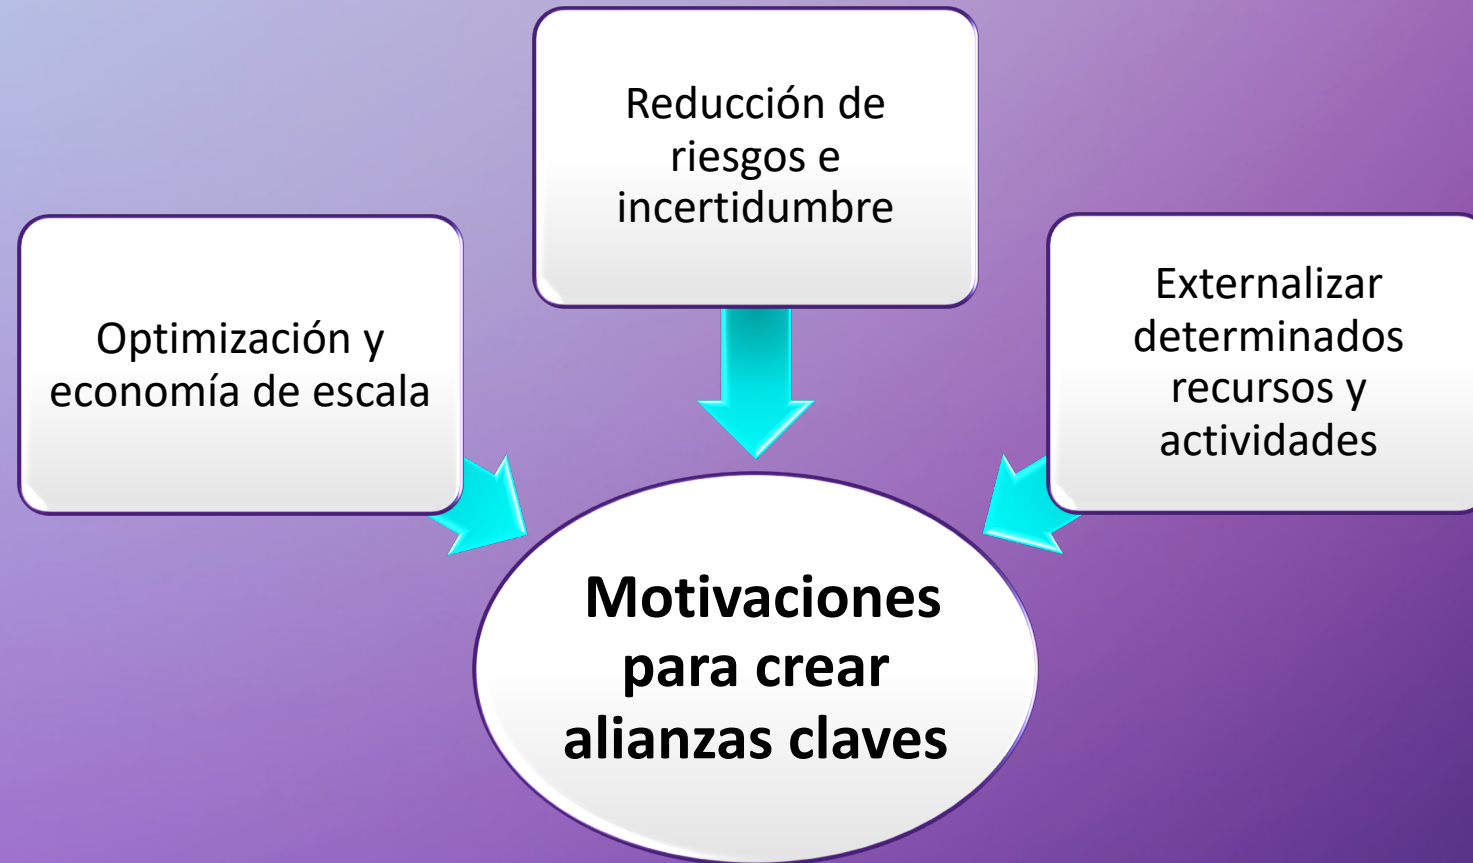 Reducción de
riesgos e
incertidumbre
Optimización y
economía de escala
Externalizar
determinados
recursos y
actividades
Motivaciones
para crear
alianzas claves